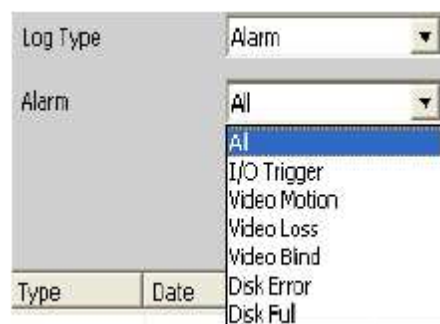 Log Type Alarm
Alarm All
All
I/O Trigger
Video Motion
Video Loss
Video Blind
Type Date Disk Error
Disk Full